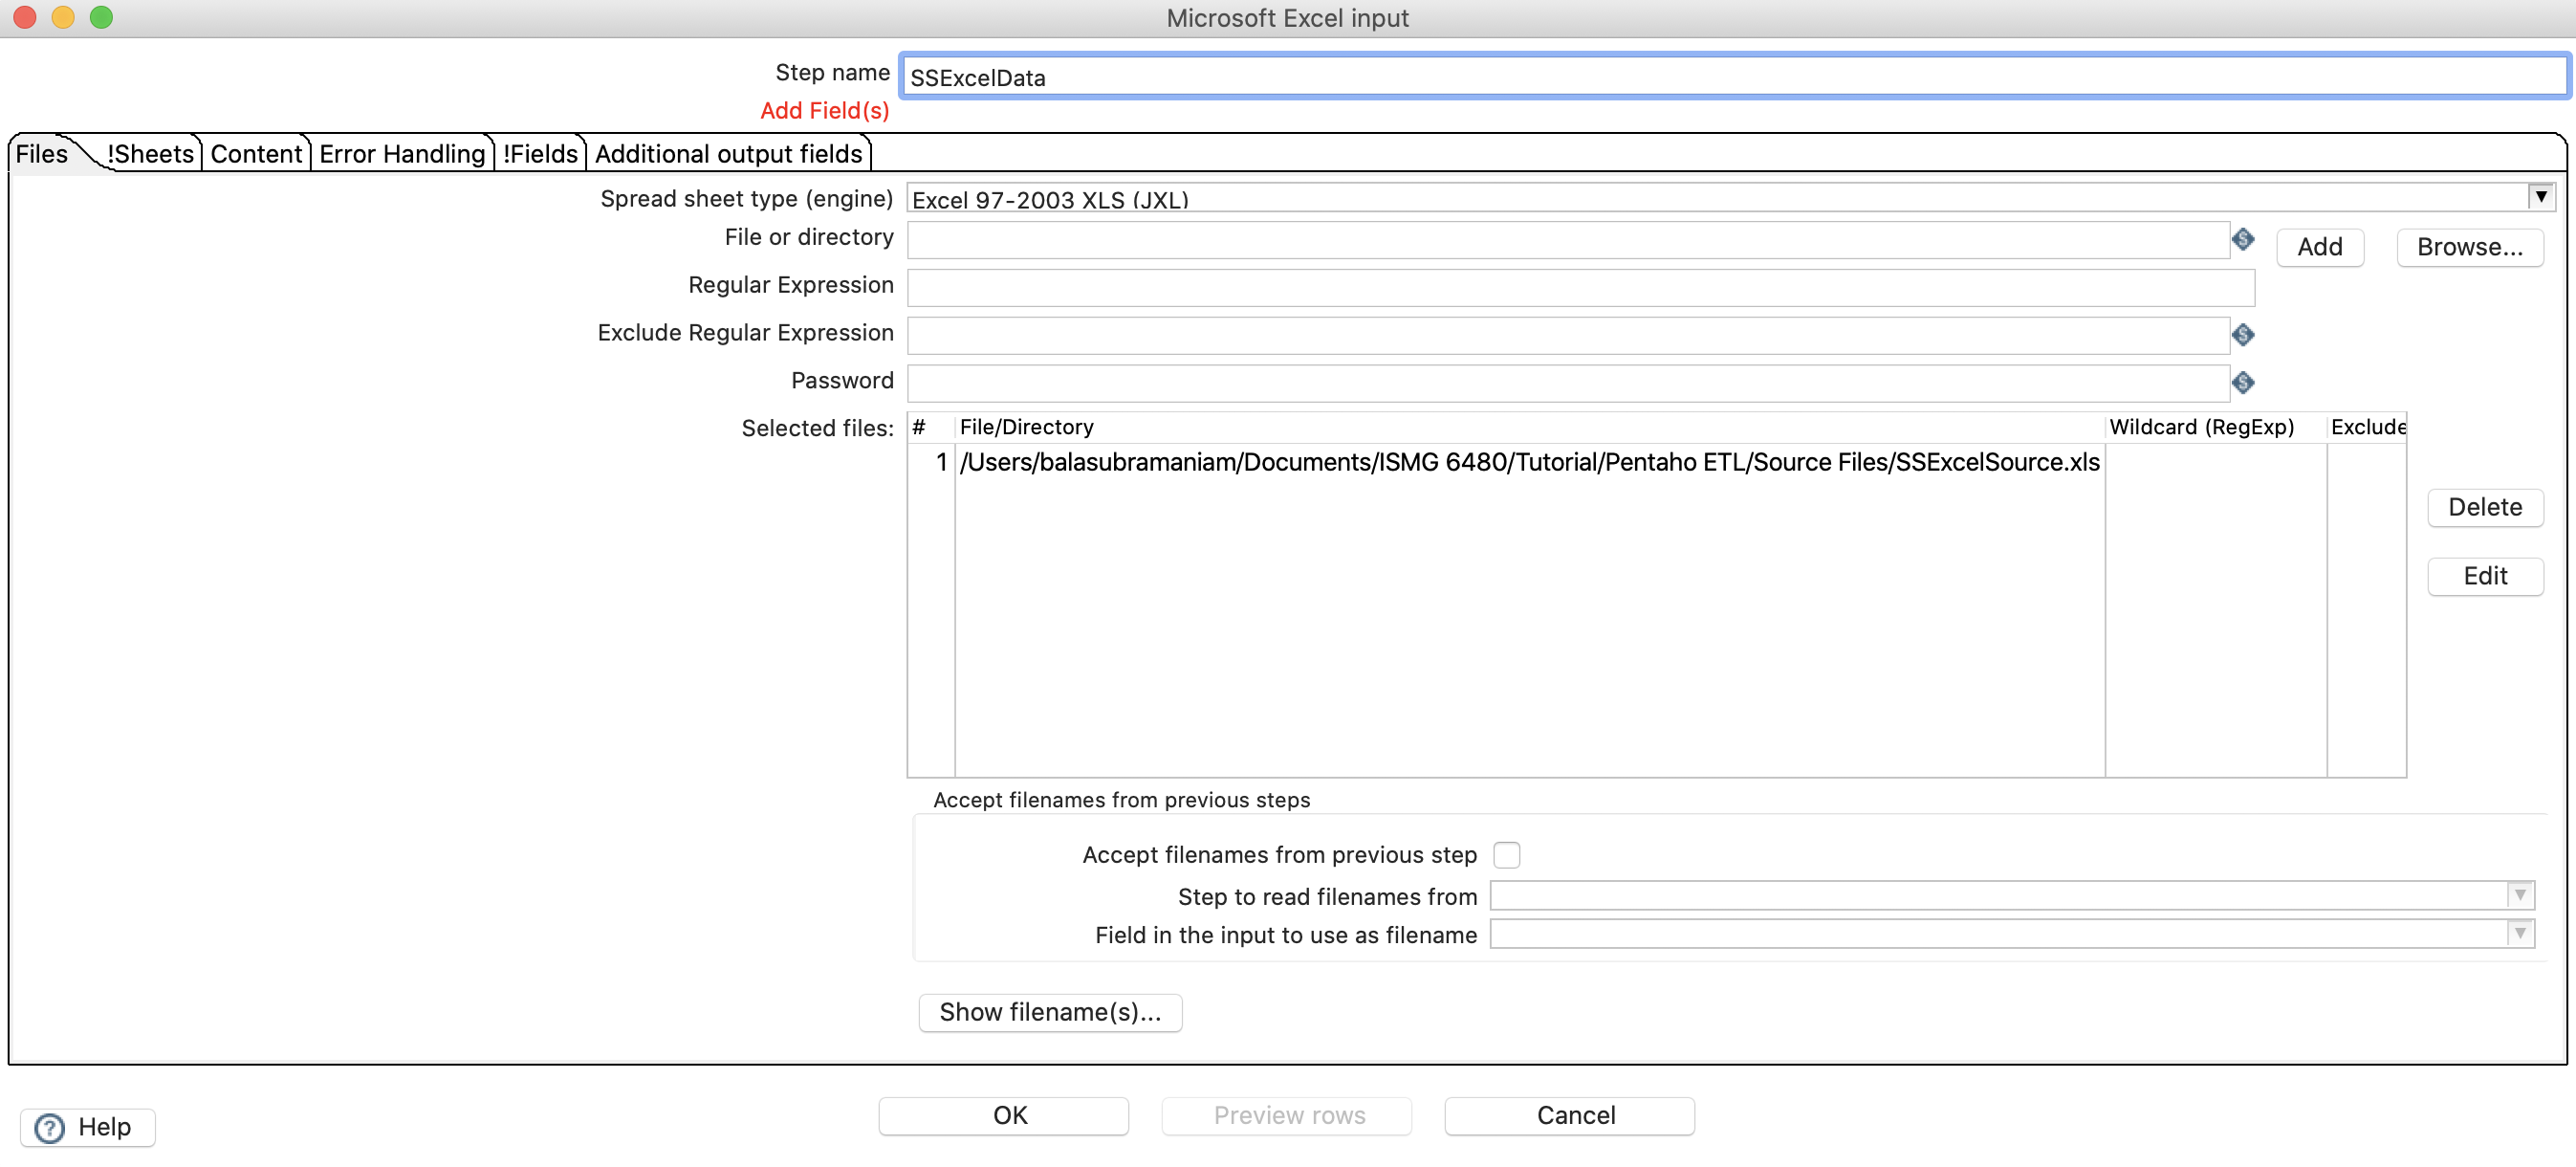 Microsoft Excel input
Step name SSExcelData
Add Field(s)
Files !Sheets Content Error Handling !Fields Additional output fields
Spread sheet type (engine) Excel 97-2003 XLS (JXL)
File or directory Add Browse...
Regular Expression
Exclude Regular Expression
Password
Selected files: # File/Directory Wildcard (RegExp) Exclude
1 /Users/balasubramaniam/Documents/ISMG 6480/Tutorial/Pentaho ETL/Source Files/SSExcelSource.xls
Delete
Edit
Accept filenames from previous steps
Accept filenames from previous step
Step to read filenames from
Field in the input to use as filename
Show filename(s)...
Help OK Preview rows Cancel